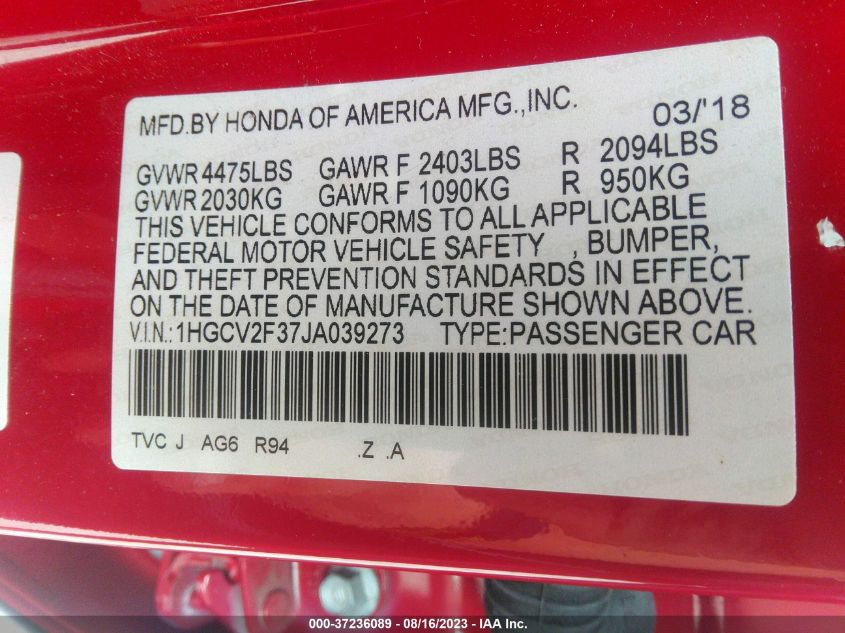 MFD.BY HONDA OF AMERICA MFG.,INC. 03/'18
GVWR 4475LBS GAWR F 2403LBS R 2094LBS
GVWR 2030KG GAWR F 1090KG R 950KG
THIS VEHICLE CONFORMS TO ALL APPLICABLE
FEDERAL MOTOR VEHICLE SAFETY , BUMPER,
AND THEFT PREVENTION STANDARDS IN EFFECT
ON THE DATE OF MANUFACTURE SHOWN ABOVE.
V.I.N.:1HGCV2F37JA039273 TYPE:PASSENGER CAR
TVC J AG6 R94 .Z .A
000-37236089 - 08/16/2023 - IAA Inc.